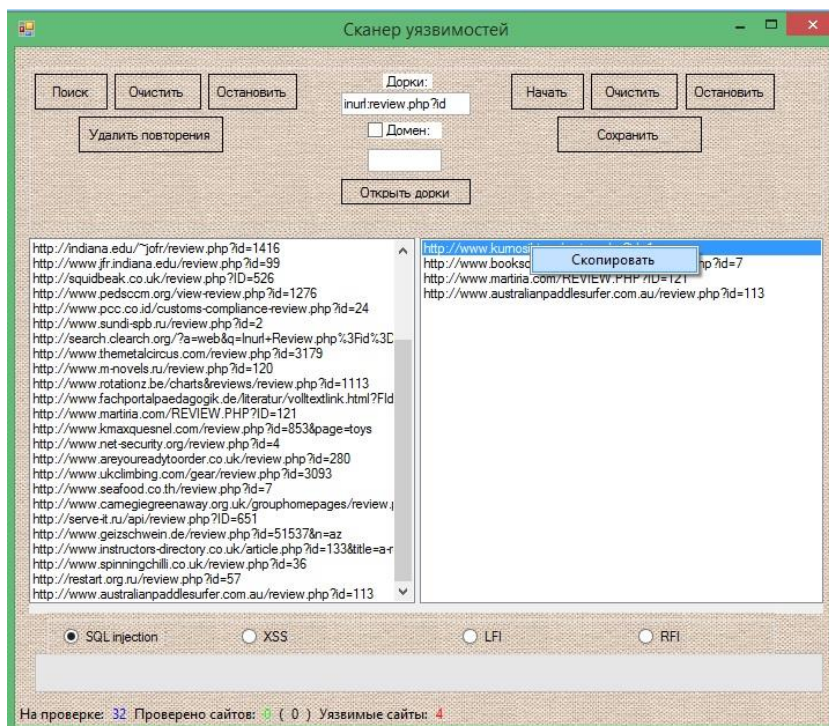 Сканер уязвимостей
Поиск
Очистить
Остановить
Удалить повторения
Дорки:
inurl:review.php?id
Домен:
Открыть дорки
Начать
Очистить
Остановить
Сохранить
http://indiana.edu/~jofr/review.php?id=1416
http://www.jfr.indiana.edu/review.php?id=99
http://squidbeak.co.uk/review.php?ID=526
http://www.pedsccm.org/view-review.php?id=1276
http://www.pcc.co.id/customs-compliance-review.php?id=24
http://www.sundi-spb.ru/review.php?id=2
http://search.clearch.org/?a=web&q=Inurl+Review.php%3Fid%3D
http://www.themetalcircus.com/review.php?id=3179
http://www.m-novels.ru/review.php?id=120
http://www.rotationz.be/charts&reviews/review.php?id=1113
http://www.fachportalpaedagogik.de/literatur/volltextlink.html?FId
http://www.martiria.com/REVIEW.PHP?ID=121
http://www.kmaxquesnel.com/review.php?id=853&page=toys
http://www.net-security.org/review.php?id=4
http://www.areyoureadytoorder.co.uk/review.php?id=280
http://www.ukclimbing.com/gear/review.php?id=3093
http://www.seafood.co.th/review.php?id=7
http://www.carnegiegreenaway.org.uk/grouphomepages/review.p
http://serve-it.ru/api/review.php?ID=651
http://www.geizschwein.de/review.php?id=51537&n=az
http://www.instructors-directory.co.uk/article.php?id=133&title=a-r
http://www.spinningchilli.co.uk/review.php?id=36
http://restart.org.ru/review.php?id=57
http://www.australianpaddlesurfer.com.au/review.php?id=113
Скопировать
p?id=7
http://www.martiria.com/REVIEW.PHP?ID=121
http://www.australianpaddlesurfer.com.au/review.php?id=113
SQL injection
XSS
LFI
RFI
На проверке: 32 Проверено сайтов: 0 ( 0 ) Уязвимые сайты: 4